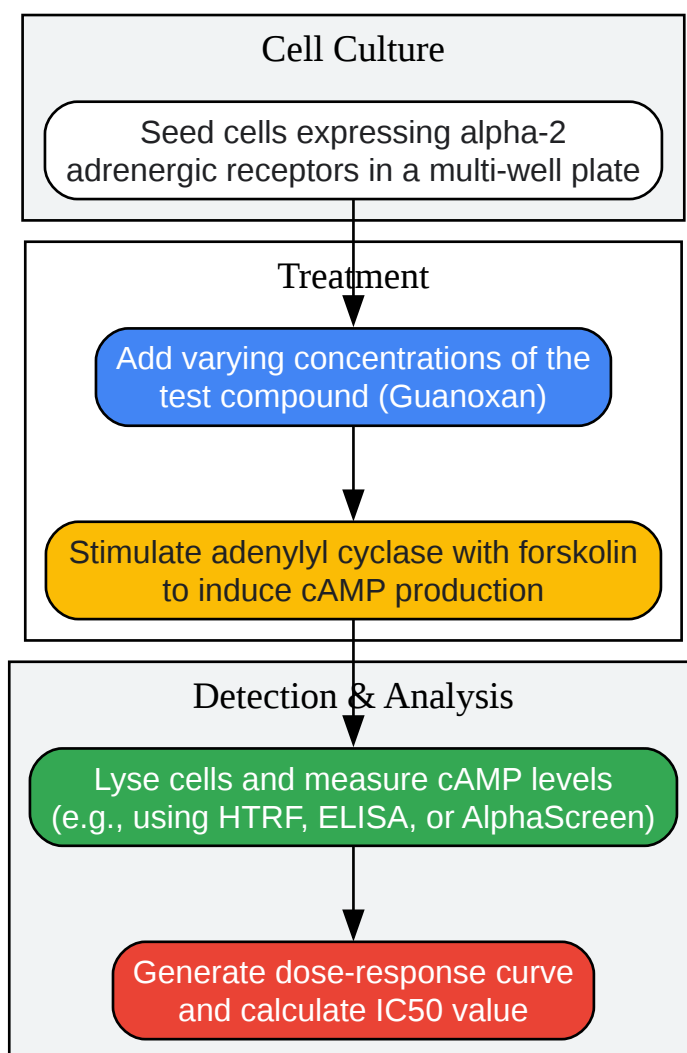 Cell Culture
Seed cells expressing alpha-2
adrenergic receptors in a multi-well plate
Treatment
Add varying concentrations of the
test compound (Guanoxan)
Stimulate adenylyl cyclase with forskolin
to induce cAMP production
Detection & Analysis
Lyse cells and measure cAMP levels
(e.g., using HTRF, ELISA, or AlphaScreen)
Generate dose-response curve
and calculate IC50 value